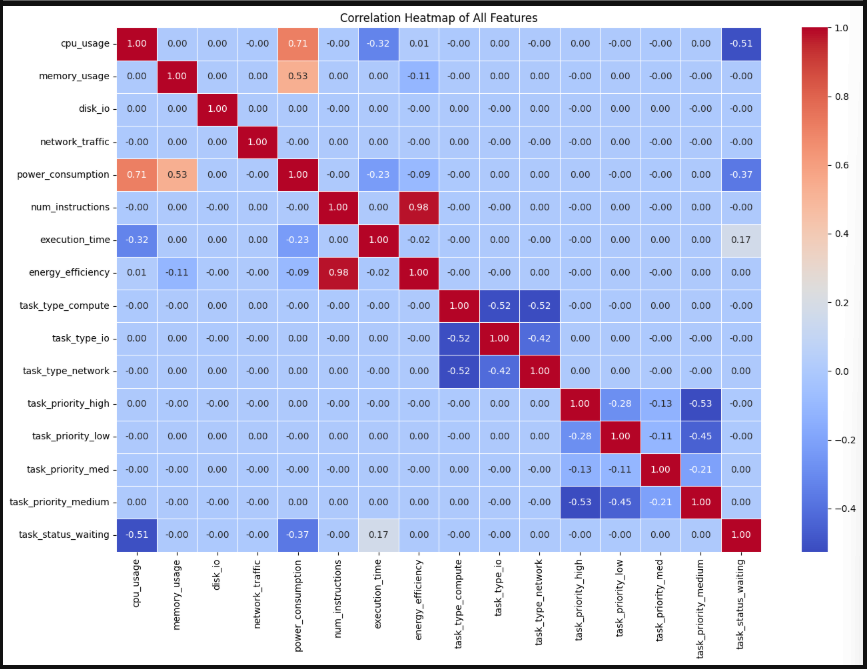 Correlation Heatmap of All Features
cpu_usage 1.00 0.00 0.00 -0.00 0.71 -0.00 -0.32 0.01 -0.00 0.00 -0.00 0.00 -0.00 -0.00 0.00 -0.51
memory_usage 0.00 1.00 0.00 0.00 0.53 0.00 0.00 -0.11 -0.00 0.00 0.00 -0.00 0.00 -0.00 0.00 -0.00
disk_io 0.00 0.00 1.00 0.00 0.00 -0.00 0.00 -0.00 0.00 -0.00 0.00 -0.00 0.00 -0.00 0.00 -0.00
network_traffic -0.00 0.00 0.00 1.00 -0.00 0.00 0.00 -0.00 0.00 -0.00 0.00 0.00 -0.00 0.00 -0.00 -0.00
power_consumption 0.71 0.53 0.00 -0.00 1.00 -0.00 -0.23 -0.09 -0.00 0.00 -0.00 0.00 -0.00 -0.00 0.00 -0.37
num_instructions -0.00 0.00 -0.00 0.00 -0.00 1.00 0.00 0.98 -0.00 -0.00 0.00 -0.00 0.00 -0.00 0.00 0.00
execution_time -0.32 0.00 0.00 0.00 -0.23 0.00 1.00 -0.02 -0.00 0.00 0.00 -0.00 0.00 0.00 -0.00 0.17
energy_efficiency 0.01 -0.11 -0.00 -0.00 -0.09 0.98 -0.02 1.00 -0.00 -0.00 0.00 -0.00 0.00 -0.00 0.00 0.00
task_type_compute -0.00 -0.00 0.00 0.00 -0.00 -0.00 -0.00 -0.00 1.00 -0.52 -0.52 -0.00 -0.00 0.00 0.00 -0.00
task_type_io 0.00 0.00 -0.00 -0.00 0.00 -0.00 0.00 -0.00 -0.52 1.00 -0.42 0.00 0.00 -0.00 -0.00 0.00
task_type_network -0.00 0.00 0.00 0.00 -0.00 0.00 0.00 0.00 -0.52 -0.42 1.00 0.00 0.00 0.00 -0.00 0.00
task_priority_high 0.00 -0.00 -0.00 0.00 0.00 -0.00 -0.00 -0.00 -0.00 0.00 0.00 1.00 -0.28 -0.13 -0.53 -0.00
task_priority_low -0.00 0.00 0.00 -0.00 -0.00 0.00 0.00 0.00 -0.00 0.00 0.00 -0.28 1.00 -0.11 -0.45 -0.00
task_priority_med -0.00 -0.00 -0.00 0.00 -0.00 -0.00 0.00 -0.00 0.00 -0.00 0.00 -0.13 -0.11 1.00 -0.21 0.00
task_priority_medium 0.00 0.00 0.00 -0.00 0.00 0.00 -0.00 0.00 0.00 -0.00 -0.00 -0.53 -0.45 -0.21 1.00 0.00
task_status_waiting -0.51 -0.00 -0.00 -0.00 -0.37 0.00 0.17 0.00 -0.00 0.00 0.00 -0.00 -0.00 0.00 0.00 1.00
cpu_usage
memory_usage
disk_io
network_traffic
power_consumption
num_instructions
execution_time
energy_efficiency
task_type_compute
task_type_io
task_type_network
task_priority_high
task_priority_low
task_priority_med
task_priority_medium
task_status_waiting
1.0
0.8
0.6
0.4
0.2
0.0
−0.2
−0.4